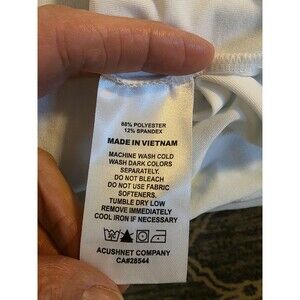 88% POLYESTER
12% SPANDEX
MADE IN VIETNAM
MACHINE WASH COLD
WASH DARK COLORS
SEPARATELY.
DO NOT BLEACH
DO NOT USE FABRIC
SOFTENERS,
TUMBLE DRY LOW
REMOVE IMMEDIATELY
COOL IRON IF NECESSARY
ACUSHNET COMPANY
CA#25544